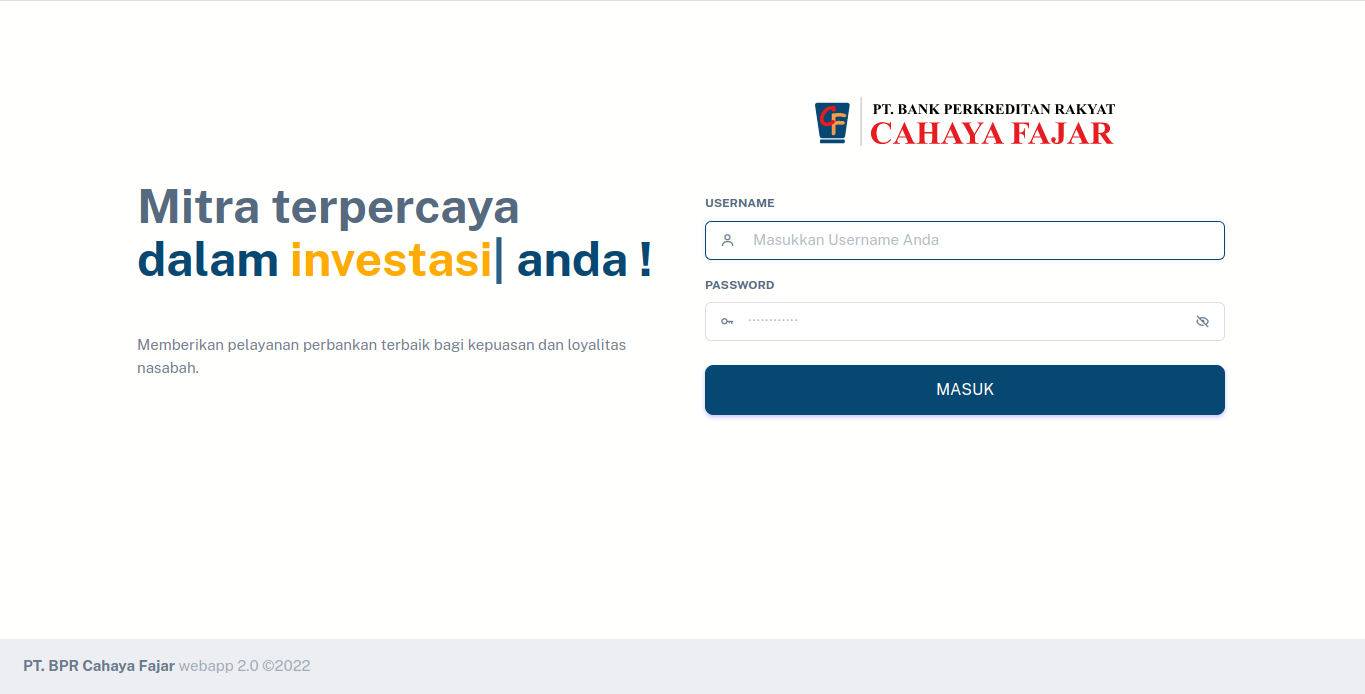 CF
PT. BANK PERKREDITAN RAKYAT
CAHAYA FAJAR
Mitra terpercaya
dalam investasi| anda !
Memberikan pelayanan perbankan terbaik bagi kepuasan dan loyalitas
nasabah.
USERNAME
Masukkan Username Anda
PASSWORD
············
MASUK
PT. BPR Cahaya Fajar webapp 2.0 ©2022